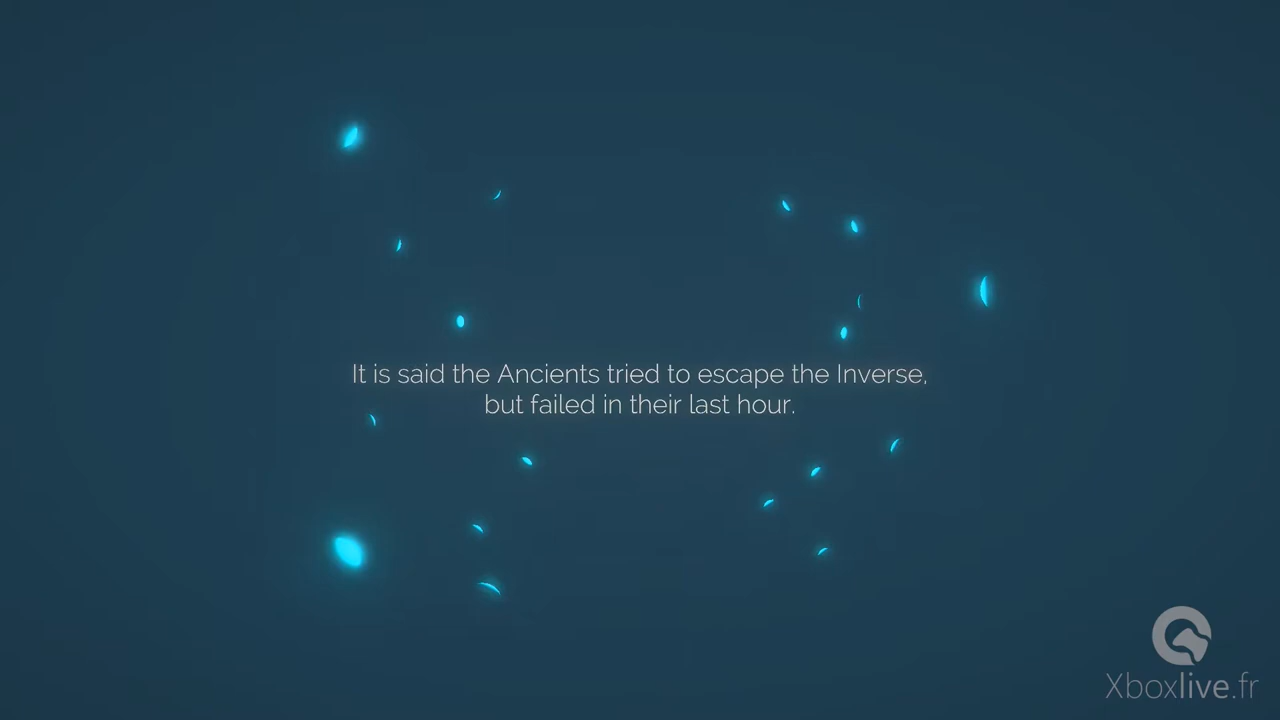 It is said the Ancients tried to escape the Inverse,
but failed in their last hour.
Xboxlive.fr